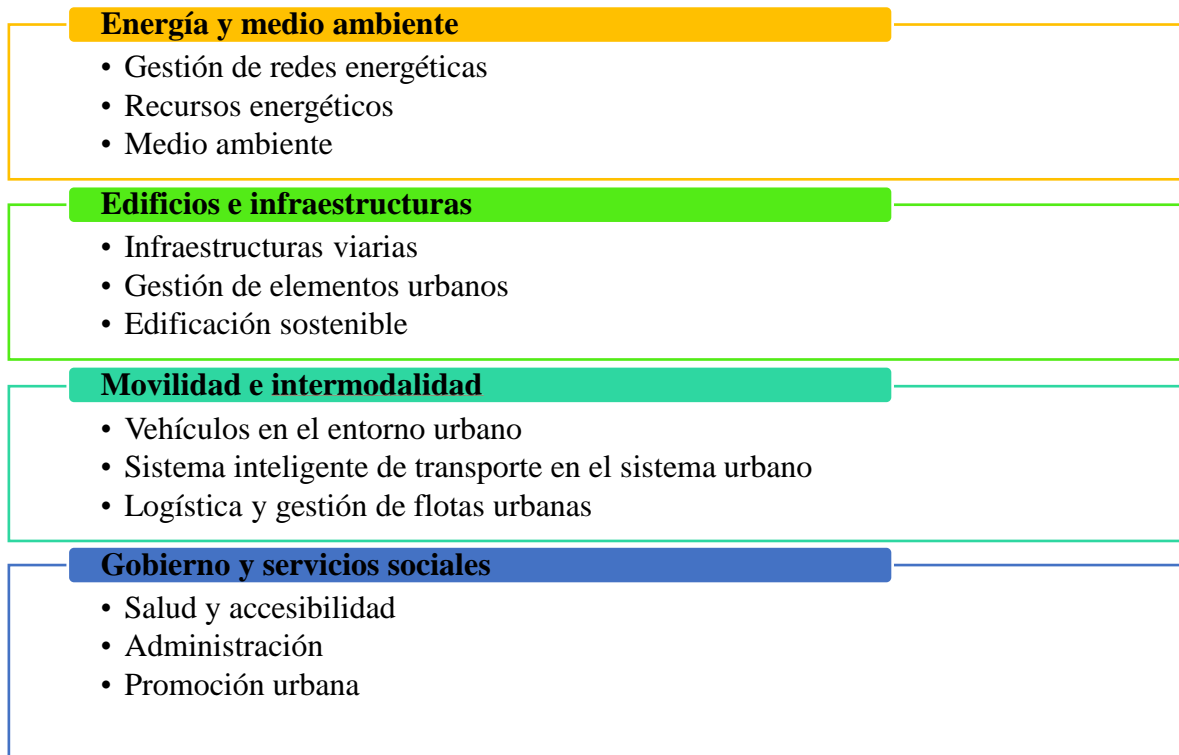 Energía y medio ambiente
• Gestión de redes energéticas
• Recursos energéticos
• Medio ambiente
Edificios e infraestructuras
• Infraestructuras viarias
• Gestión de elementos urbanos
• Edificación sostenible
Movilidad e intermodalidad
• Vehículos en el entorno urbano
• Sistema inteligente de transporte en el sistema urbano
• Logística y gestión de flotas urbanas
Gobierno y servicios sociales
• Salud y accesibilidad
• Administración
• Promoción urbana